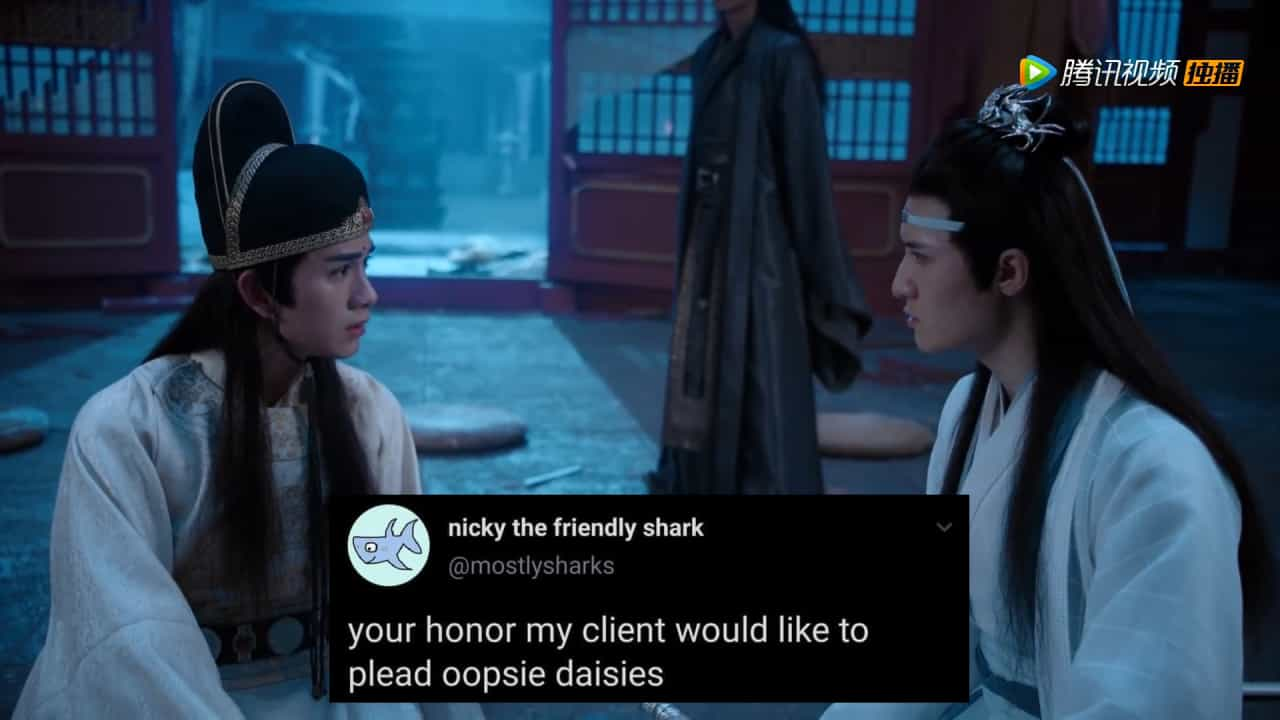 腾讯视频 独播
nicky the friendly shark
@mostlysharks
your honor my client would like to
plead oopsie daisies